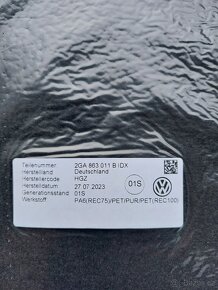 Teilenummer: 2GA 863 011 B IDX
Herstellland Deutschland
Herstellercode HGZ
Herstelldatum 27.07.2023
Generationsstand 01S
Werkstoff PA6(REC75)/PET/PUR/PET(REC100)
01S